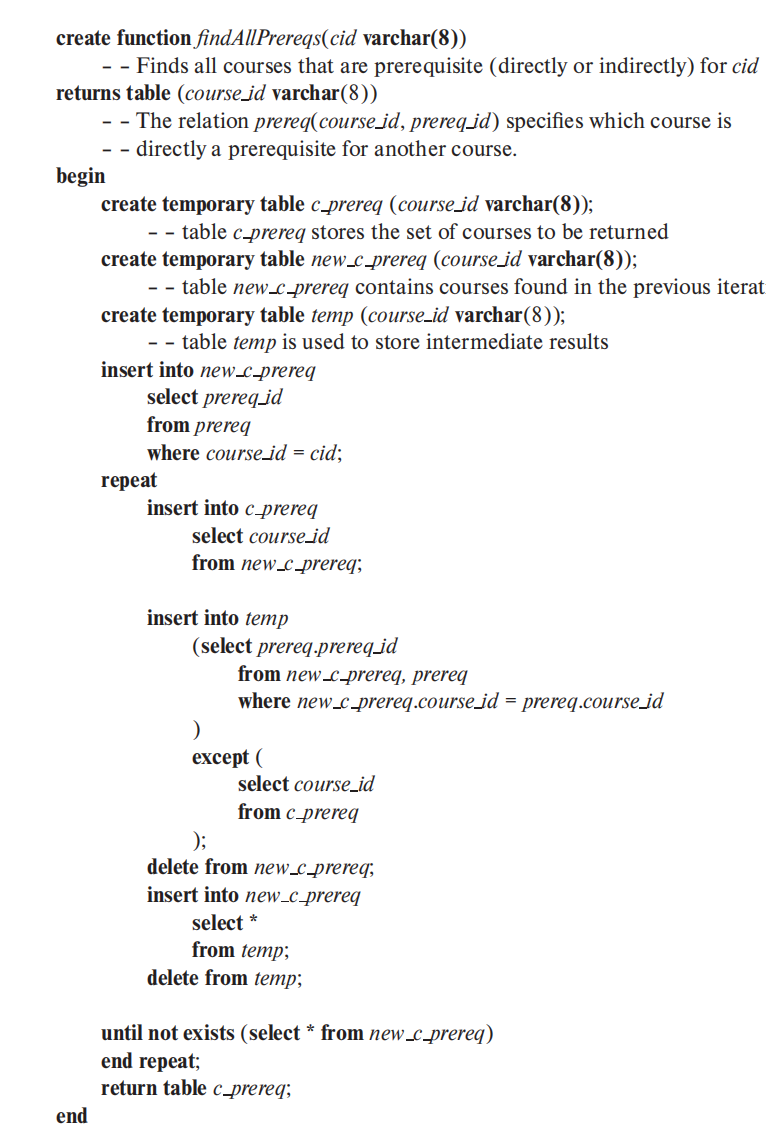 create function findAllPrereqs(cid varchar(8))
– – Finds all courses that are prerequisite (directly or indirectly) for cid
returns table (course_id varchar(8))
– – The relation prereq(course_id, prereq_id) specifies which course is
– – directly a prerequisite for another course.
begin
create temporary table c_prereq (course_id varchar(8));
– – table c_prereq stores the set of courses to be returned
create temporary table new_c_prereq (course_id varchar(8));
– – table new_c_prereq contains courses found in the previous iterat
create temporary table temp (course_id varchar(8));
– – table temp is used to store intermediate results
insert into new_c_prereq
select prereq_id
from prereq
where course_id = cid;
repeat
insert into c_prereq
select course_id
from new_c_prereq;
insert into temp
(select prereq.prereq_id
from new_c_prereq, prereq
where new_c_prereq.course_id = prereq.course_id
)
except (
select course_id
from c_prereq
);
delete from new_c_prereq;
insert into new_c_prereq
select *
from temp;
delete from temp;
until not exists (select * from new_c_prereq)
end repeat;
return table c_prereq;
end